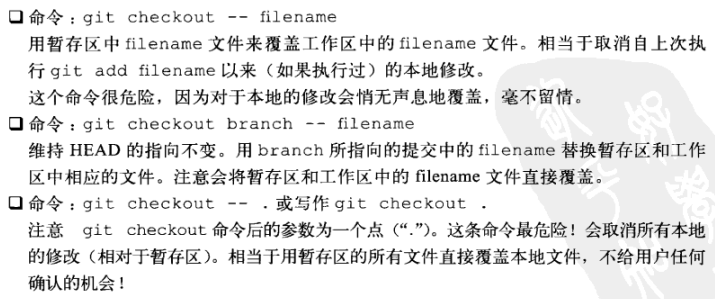 ❑ 命令：git checkout -- filename
用暂存区中 filename 文件来覆盖工作区中的 filename 文件。相当于取消自上次执
行 git add filename 以来（如果执行过）的本地修改。
这个命令很危险，因为对于本地的修改会悄无声息地覆盖，毫不留情。
❑ 命令：git checkout branch -- filename
维持 HEAD 的指向不变。用 branch 所指向的提交中的 filename 替换暂存区和工作
区中相应的文件。注意会将暂存区和工作区中的 filename 文件直接覆盖。
❑ 命令：git checkout -- . 或写作 git checkout .
注意 git checkout 命令后的参数为一个点（“.”）。这条命令最危险！会取消所有本地
的修改（相对于暂存区）。相当于用暂存区的所有文件直接覆盖本地文件，不给用户任何
确认的机会！